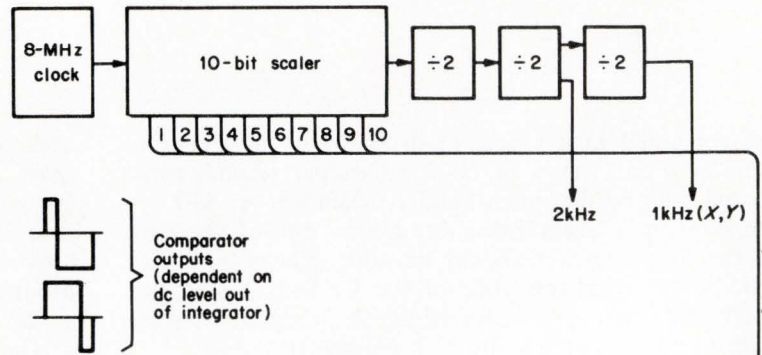 8-MHz
clock
10-bit scaler
÷2
÷2
÷2
1 2 3 4 5 6 7 8 9 10
2kHz
1kHz (X,Y)
Comparator
outputs
(dependent on
dc level out
of integrator)